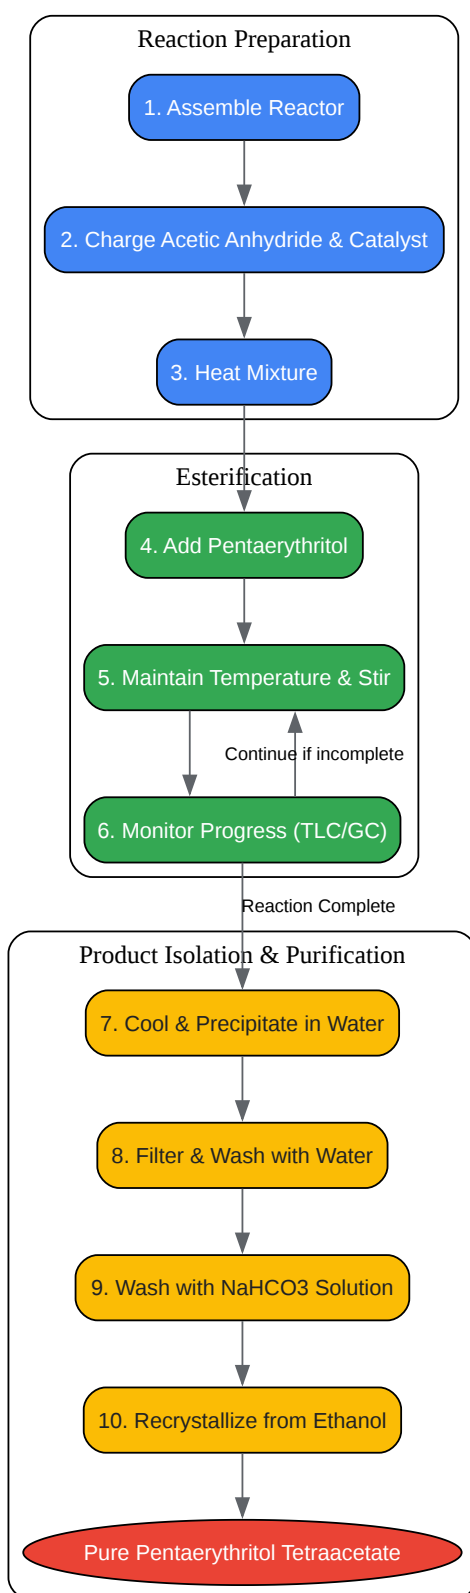 Reaction Preparation
1. Assemble Reactor
2. Charge Acetic Anhydride & Catalyst
3. Heat Mixture
Esterification
4. Add Pentaerythritol
5. Maintain Temperature & Stir
Continue if incomplete
6. Monitor Progress (TLC/GC)
Reaction Complete
Product Isolation & Purification
7. Cool & Precipitate in Water
8. Filter & Wash with Water
9. Wash with NaHCO3 Solution
10. Recrystallize from Ethanol
Pure Pentaerythritol Tetraacetate